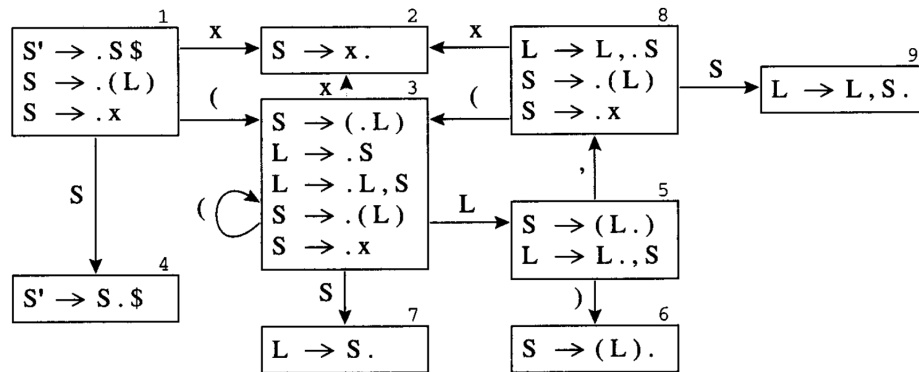 1
S' → .S$
S → .(L)
S → .x
x
(
S
2
S → x.
x
3
S → (.L)
L → .S
L → .L,S
S → .(L)
S → .x
(
L
S
4
S' → S.$
7
L → S.
8
L → L,.S
S → .(L)
S → .x
x
(
S
9
L → L,S.
,
5
S → (L.)
L → L.,S
)
6
S → (L).